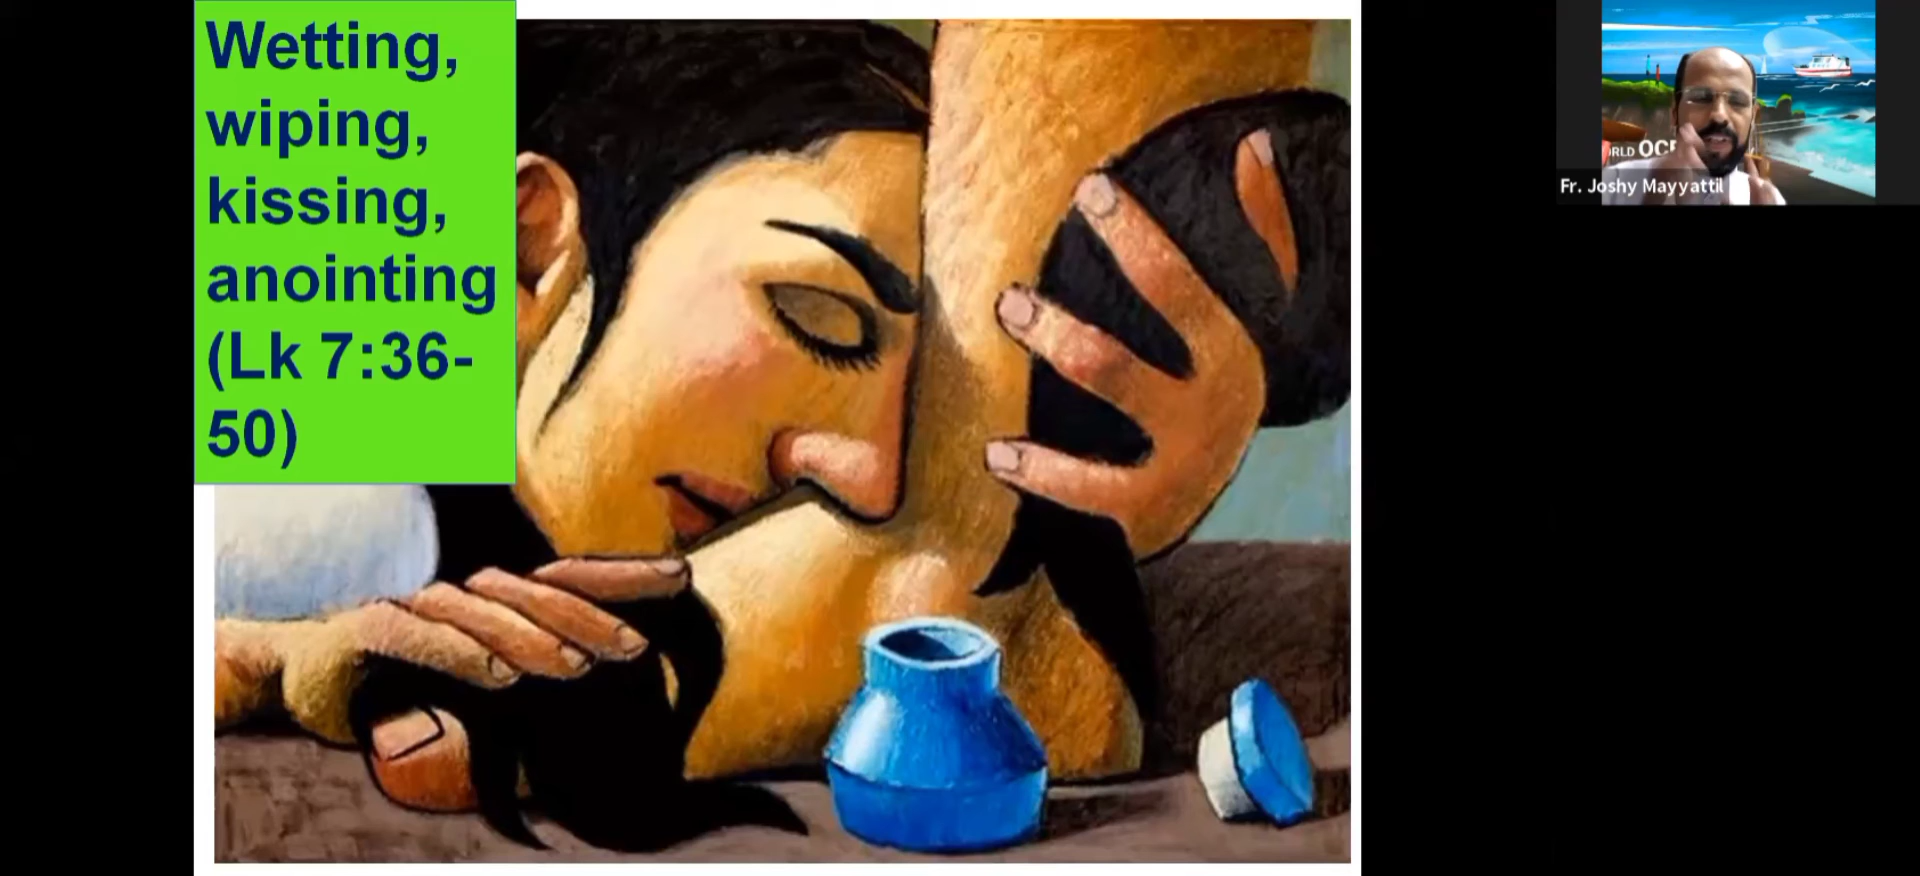 Wetting,
wiping,
kissing,
anointing
(Lk 7:36-
50)
Fr. Joshy Mayyattil